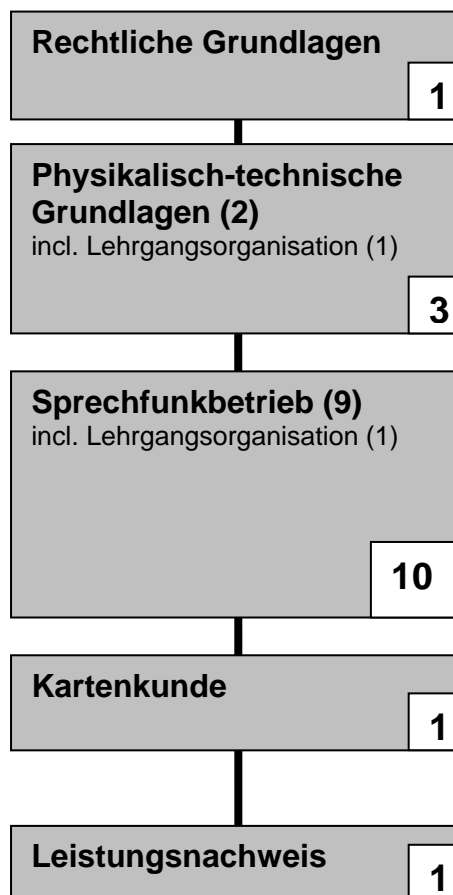 Rechtliche Grundlagen
1
Physikalisch-technische
Grundlagen (2)
incl. Lehrgangsorganisation (1)
3
Sprechfunkbetrieb (9)
incl. Lehrgangsorganisation (1)
10
Kartenkunde
1
Leistungsnachweis
1